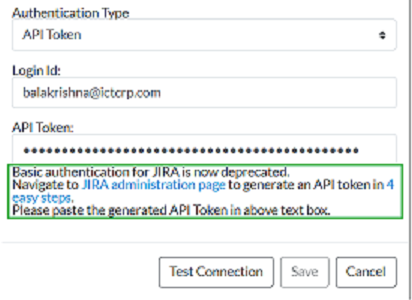 Authentication Type
API Token
Login Id:
balakrishna@ictcrp.com
API Token:
••••••••••••••••••••••••••••••••••••••••••••
Basic authentication for JIRA is now deprecated.
Navigate to JIRA administration page to generate an API token in 4
easy steps.
Please paste the generated API Token in above text box.
Test Connection Save Cancel